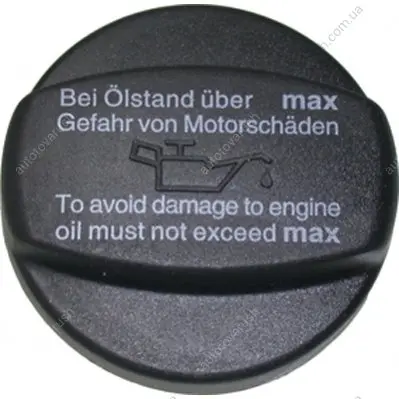 Bei Ölstand über max
Gefahr von Motorschäden
To avoid damage to engine
oil must not exceed max